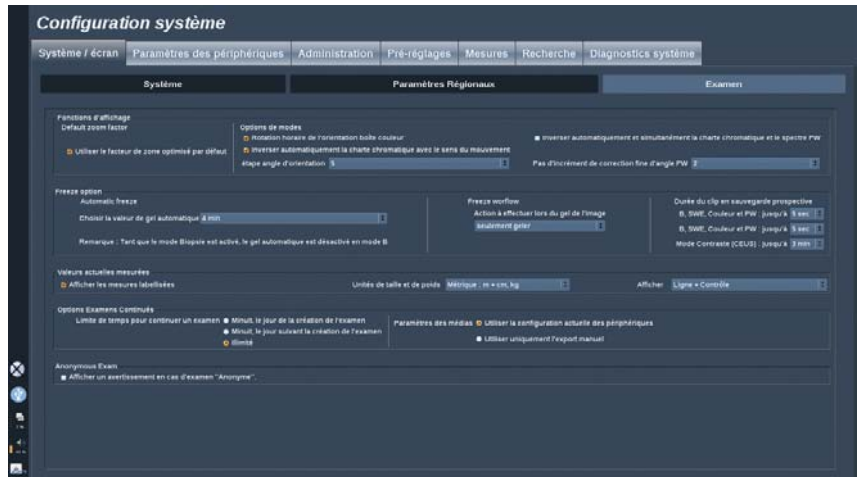 Configuration système
Système / écran Paramètres des périphériques Administration Pré-réglages Mesures Recherche Diagnostics système
Système Paramètres Régionaux Examen
Fonctions d'affichage
Default zoom factor Options de modes
Rotation horaire de l'orientation boîte couleur Inverser automatiquement et simultanément la charte chromatique et le spectre PW
Utiliser le facteur de zone optimisé par défaut Inverser automatiquement la charte chromatique avec le sens du mouvement
étape angle d'orientation 5 Pas d'incrément de correction fine d'angle PW 2
Freeze option
Automatic freeze Freeze worflow Durée du clip en sauvegarde prospective
Choisir la valeur de gel automatique 4 min Action à effectuer lors du gel de l'image B, SWE, Couleur et PW : jusqu'à 5 sec
seulement geler B, SWE, Couleur et PW : jusqu'à 5 sec
Remarque : Tant que le mode Biopsie est activé, le gel automatique est désactivé en mode B Mode Contraste (CEUS) : jusqu'à 3 min
Valeurs actuelles mesurées
Afficher les mesures labellisées Unités de taille et de poids Métrique : m + cm, kg Afficher Ligne + Contrôle
Options Examens Continués
Limite de temps pour continuer un examen Minuit, le jour de la création de l'examen Paramètres des médias Utiliser la configuration actuelle des périphériques
Minuit, le jour suivant la création de l'examen Utiliser uniquement l'export manuel
Illimité
Anonymous Exam
Afficher un avertissement en cas d'examen "Anonyme".